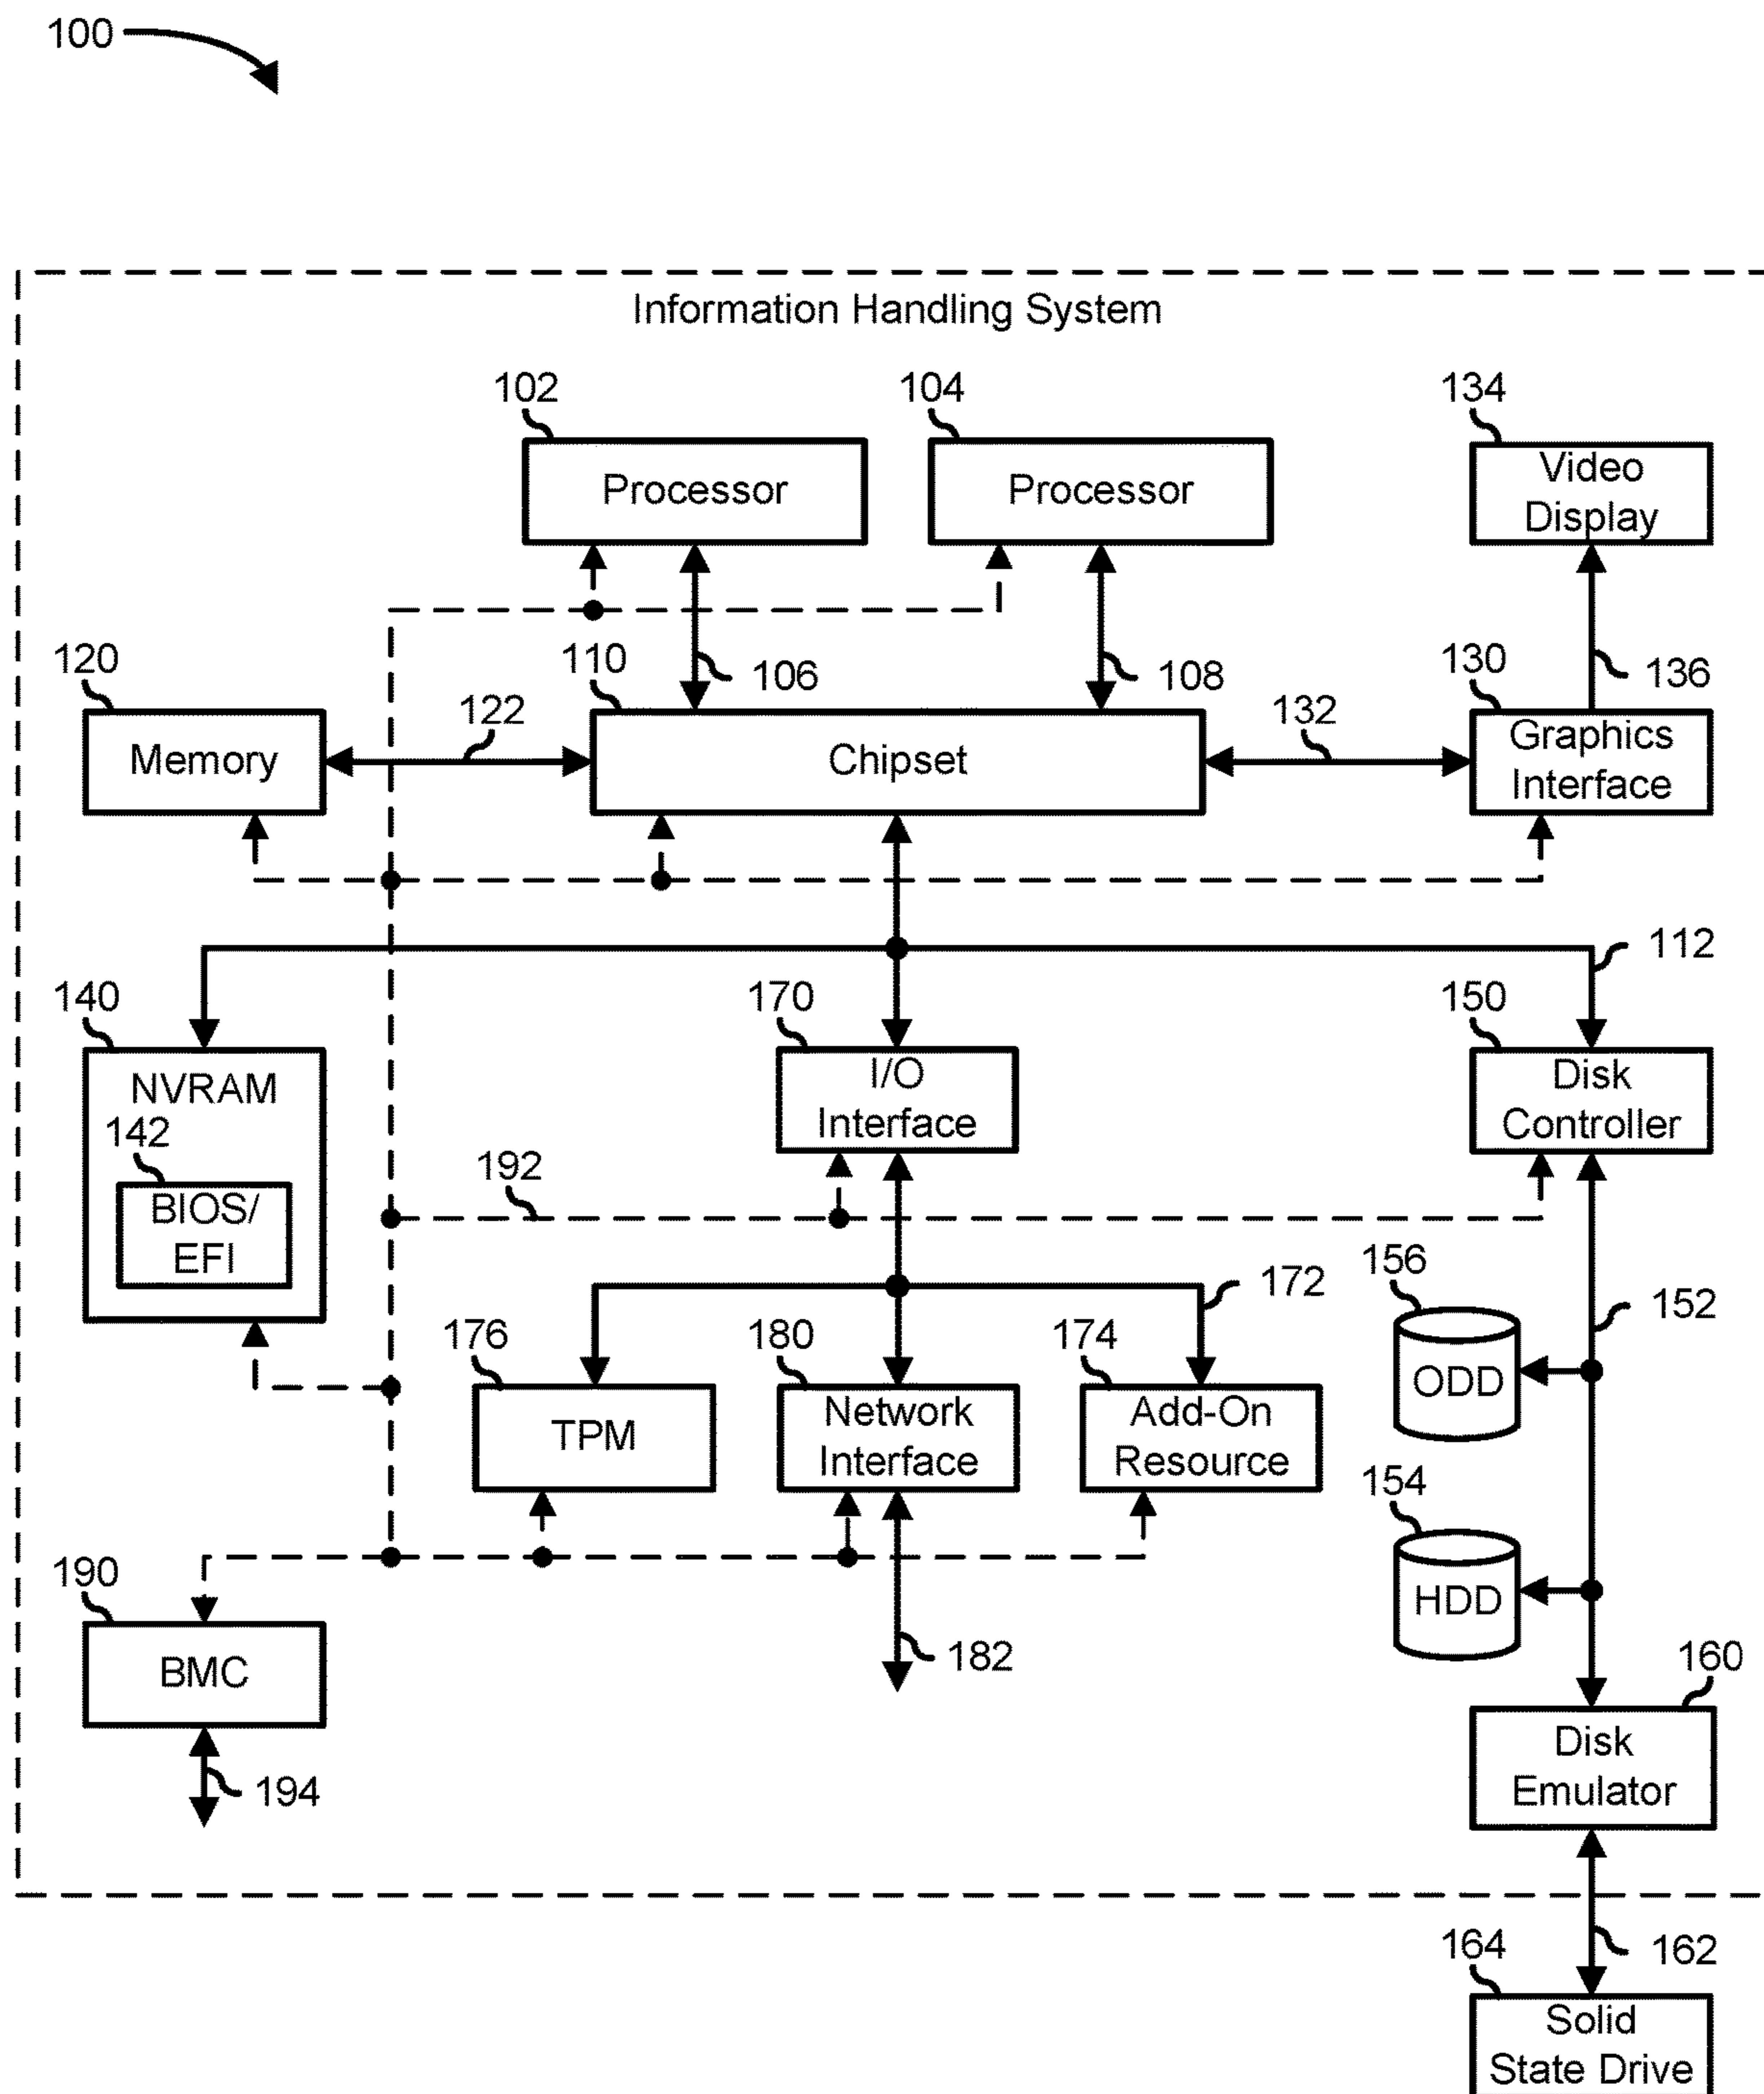 100
Information Handling System
102
104
134
Processor
Processor
Video
Display
120
110
106
108
130
136
122
132
Memory
Chipset
Graphics
Interface
112
140
170
150
NVRAM
I/O
Interface
Disk
Controller
142
BIOS/
EFI
192
156
172
152
176
180
174
ODD
TPM
Network
Interface
Add-On
Resource
154
190
HDD
BMC
182
160
Disk
Emulator
194
164
162
Solid
State Drive